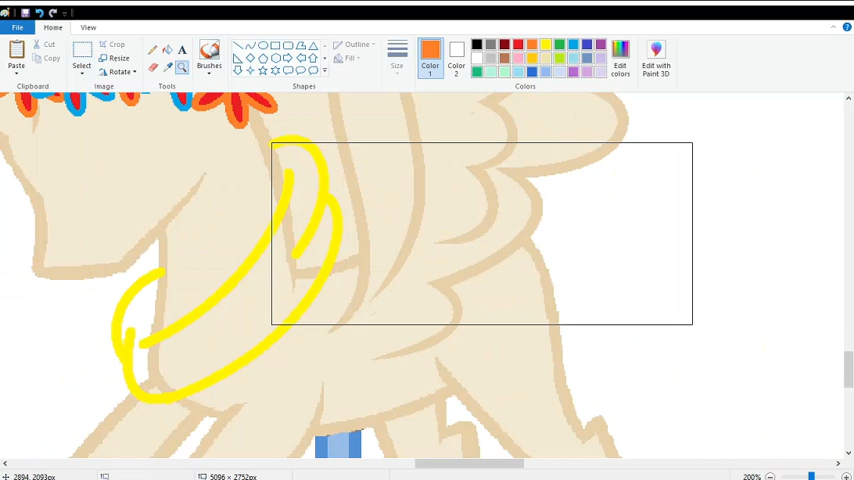 File Home View
Paste Cut Copy Select Crop Resize Rotate A Brushes Outline Fill Size Color 1 Color 2 Edit colors Edit with Paint 3D
Clipboard Image Tools Shapes Colors
2894, 2093px 5096 × 2752px 200%